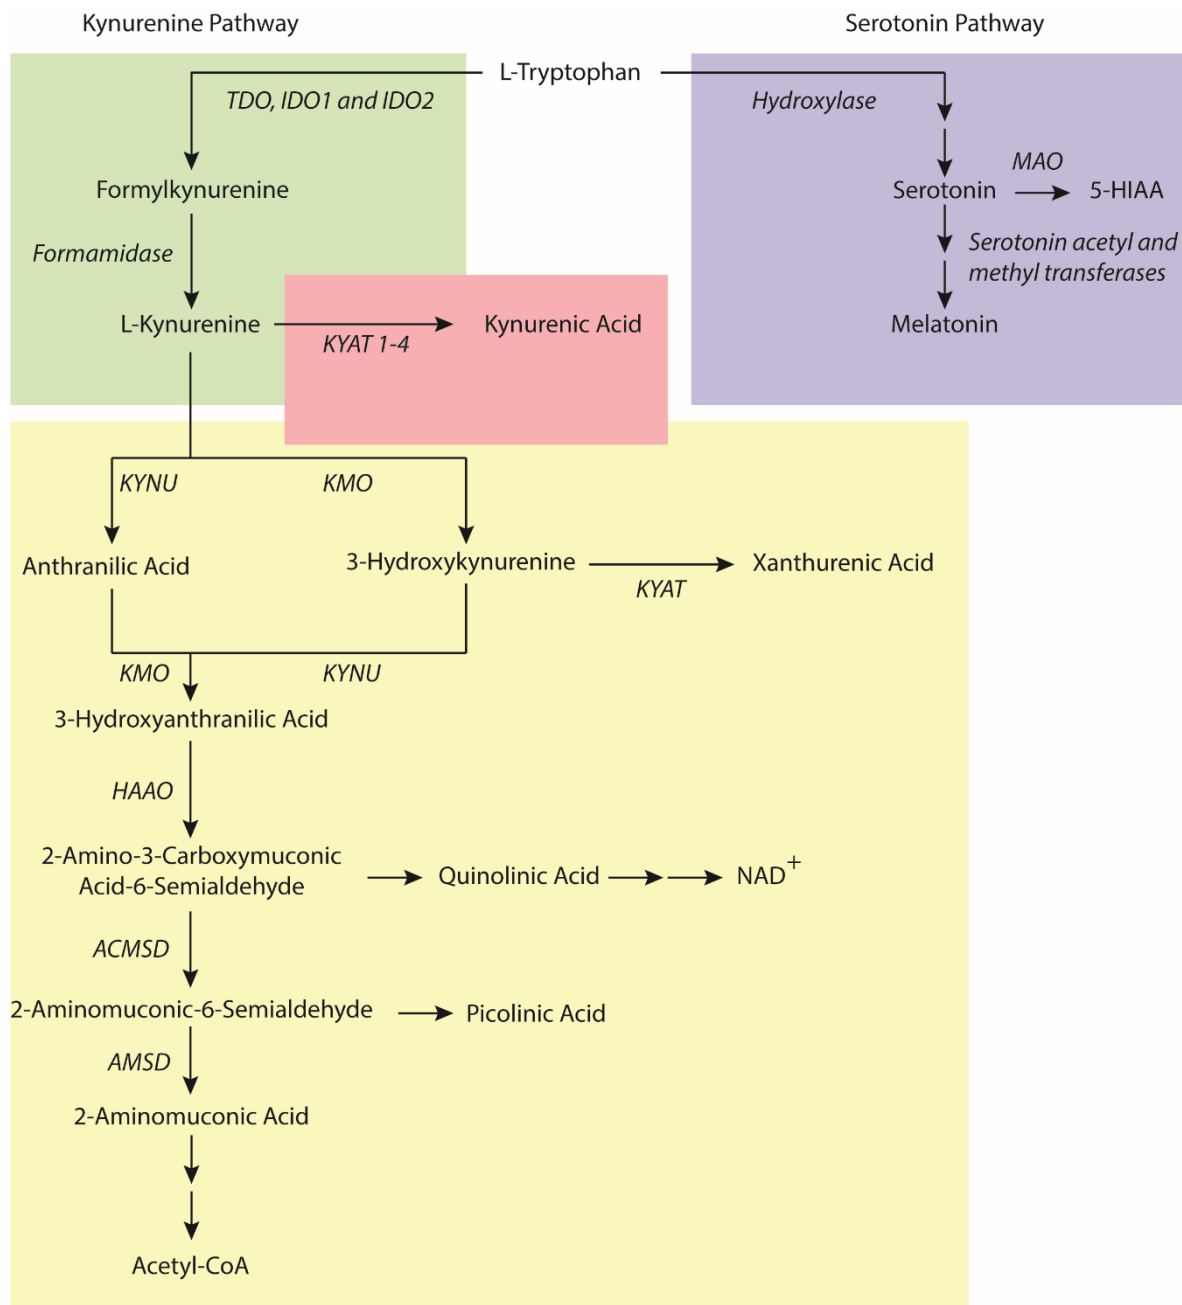 Kynurenine Pathway
Serotonin Pathway
L-Tryptophan
TDO, IDO1 and IDO2
Hydroxylase
Formylkynurenine
MAO
Serotonin
5-HIAA
Formamidase
Serotonin acetyl and
methyl transferases
L-Kynurenine
KYAT 1-4
Kynurenic Acid
Melatonin
KYNU
KMO
Anthranilic Acid
3-Hydroxykynurenine
KYAT
Xanthurenic Acid
KMO
KYNU
3-Hydroxyanthranilic Acid
HAAO
2-Amino-3-Carboxymuconic
Acid-6-Semialdehyde
Quinolinic Acid
NAD+
ACMSD
2-Aminomuconic-6-Semialdehyde
Picolinic Acid
AMSD
2-Aminomuconic Acid
Acetyl-CoA